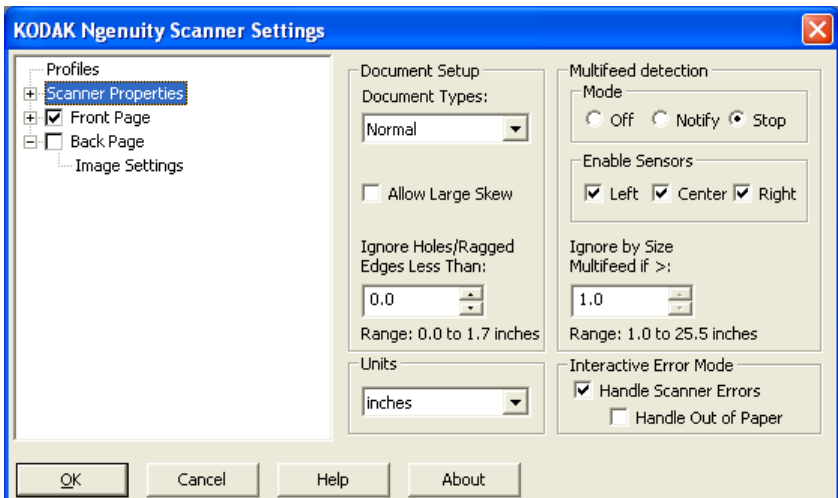 KODAK Ngenuity Scanner Settings
Profiles
Scanner Properties
Front Page
Back Page
Image Settings
Document Setup
Document Types:
Normal
Allow Large Skew
Ignore Holes/Ragged
Edges Less Than:
0.0
Range: 0.0 to 1.7 inches
Units
inches
Multifeed detection
Mode
Off Notify Stop
Enable Sensors
Left Center Right
Ignore by Size
Multifeed if >:
1.0
Range: 1.0 to 25.5 inches
Interactive Error Mode
Handle Scanner Errors
Handle Out of Paper
OK Cancel Help About